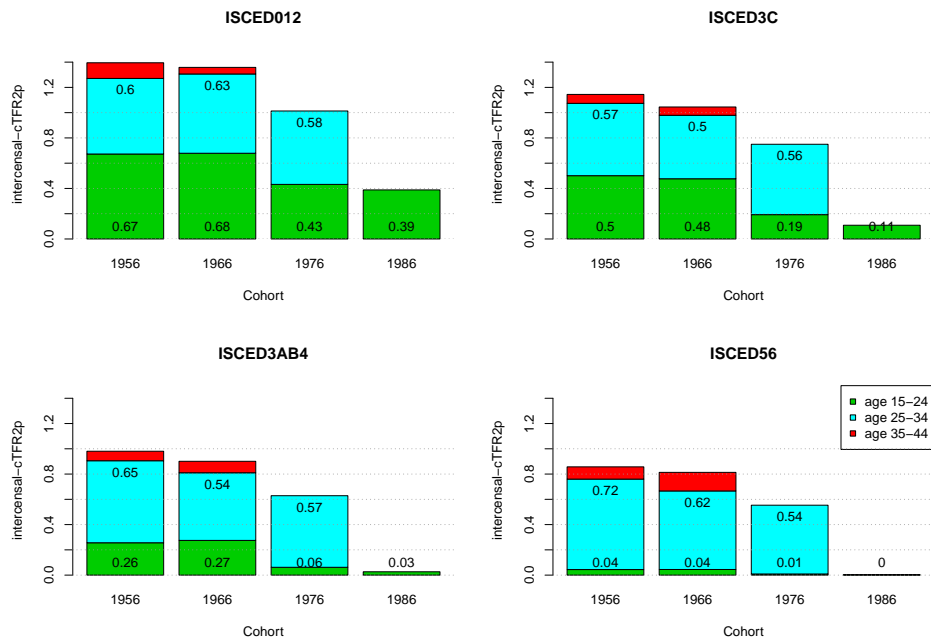 ISCED012
intercensal−cTFR2p
0.0 0.4 0.8 1.2
0.6 0.63 0.58
0.67 0.68 0.43 0.39
1956 1966 1976 1986
Cohort
ISCED3C
intercensal−cTFR2p
0.0 0.4 0.8 1.2
0.57 0.5 0.56
0.5 0.48 0.19 0.11
1956 1966 1976 1986
Cohort
ISCED3AB4
intercensal−cTFR2p
0.0 0.4 0.8 1.2
0.65 0.54 0.57
0.26 0.27 0.06 0.03
1956 1966 1976 1986
Cohort
ISCED56
intercensal−cTFR2p
0.0 0.4 0.8 1.2
age 15−24
age 25−34
age 35−44
0.72 0.62 0.54
0.04 0.04 0.01 0
1956 1966 1976 1986
Cohort